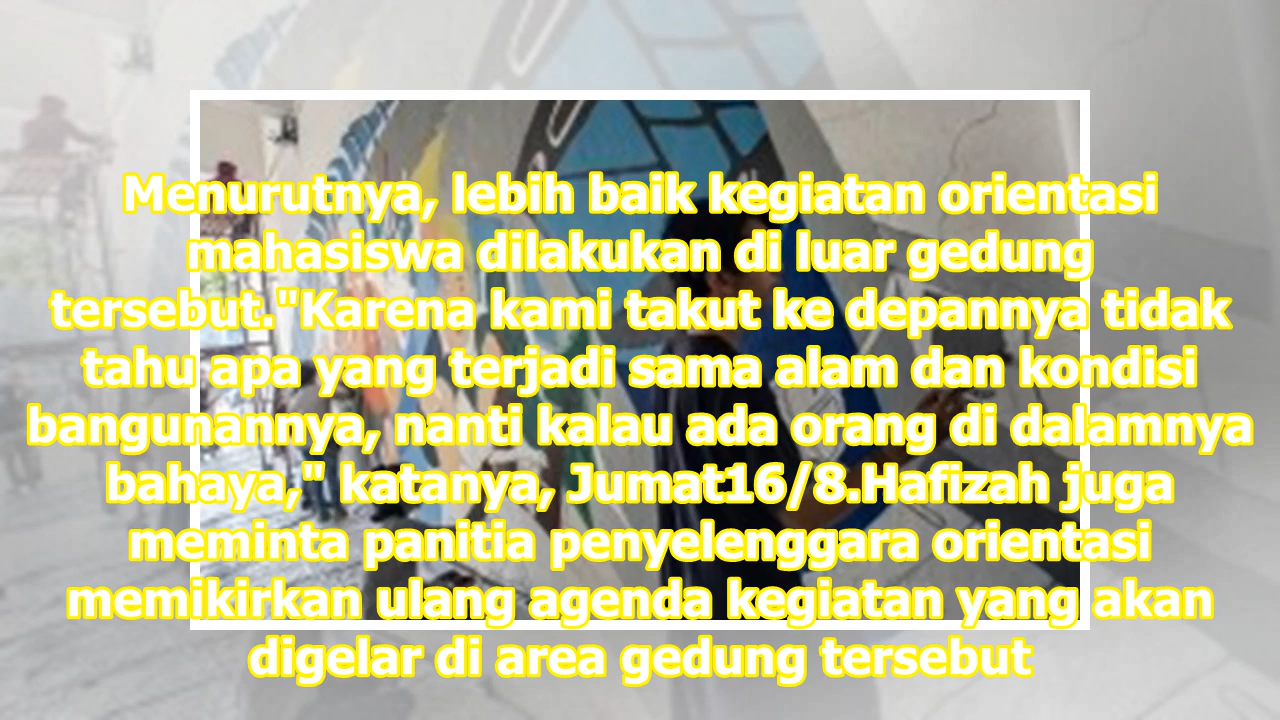 Menurutnya, lebih baik kegiatan orientasi
mahasiswa dilakukan di luar gedung
tersebut."Karena kami takut ke depannya tidak
tahu apa yang terjadi sama alam dan kondisi
bangunannya, nanti kalau ada orang di dalamnya
bahaya," katanya, Jumat16/8.Hafizah juga
meminta panitia penyelenggara orientasi
memikirkan ulang agenda kegiatan yang akan
digelar di area gedung tersebut